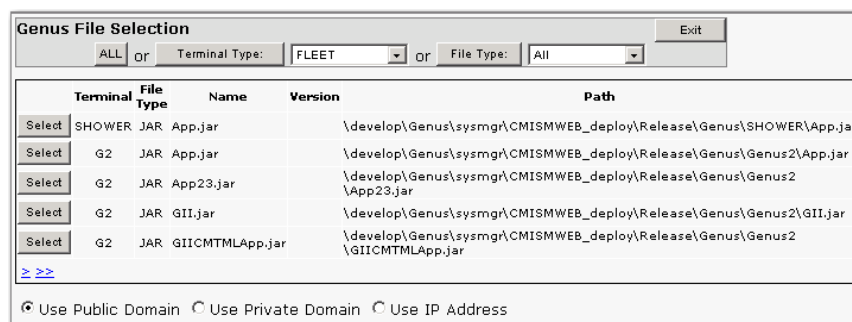 Genus File Selection Exit
ALL or Terminal Type: FLEET or File Type: All
Terminal File Type Name Version Path
Select SHOWER JAR App.jar \develop\Genus\sysmgr\CMISMWEB_deploy\Release\Genus\SHOWER\App.ja
Select G2 JAR App.jar \develop\Genus\sysmgr\CMISMWEB_deploy\Release\Genus\Genus2\App.jar
Select G2 JAR App23.jar \develop\Genus\sysmgr\CMISMWEB_deploy\Release\Genus\Genus2
\App23.jar
Select G2 JAR GII.jar \develop\Genus\sysmgr\CMISMWEB_deploy\Release\Genus\Genus2\GII.jar
Select G2 JAR GIICMTMLApp.jar \develop\Genus\sysmgr\CMISMWEB_deploy\Release\Genus\Genus2
\GIICMTMLApp.jar
> >>
Use Public Domain Use Private Domain Use IP Address